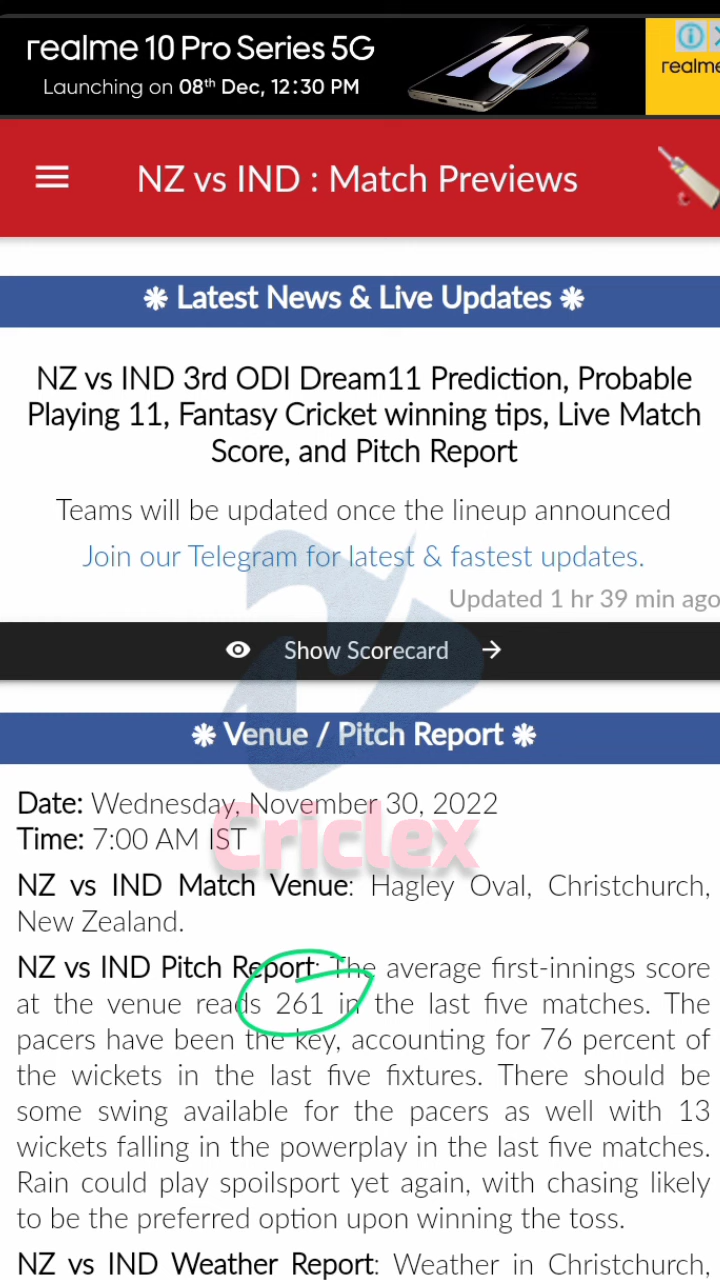 realme 10 Pro Series 5G
Launching on 08th Dec, 12:30 PM
10
realme
NZ vs IND : Match Previews
❋ Latest News & Live Updates ❋
NZ vs IND 3rd ODI Dream11 Prediction, Probable
Playing 11, Fantasy Cricket winning tips, Live Match
Score, and Pitch Report
Teams will be updated once the lineup announced
Join our Telegram for latest & fastest updates.
Updated 1 hr 39 min ago
Show Scorecard →
❋ Venue / Pitch Report ❋
Date: Wednesday, November 30, 2022
Time: 7:00 AM IST
Criclex
NZ vs IND Match Venue: Hagley Oval, Christchurch,
New Zealand.
NZ vs IND Pitch Report: The average first-innings score
at the venue reads 261 in the last five matches. The
pacers have been the key, accounting for 76 percent of
the wickets in the last five fixtures. There should be
some swing available for the pacers as well with 13
wickets falling in the powerplay in the last five matches.
Rain could play spoilsport yet again, with chasing likely
to be the preferred option upon winning the toss.
NZ vs IND Weather Report: Weather in Christchurch,